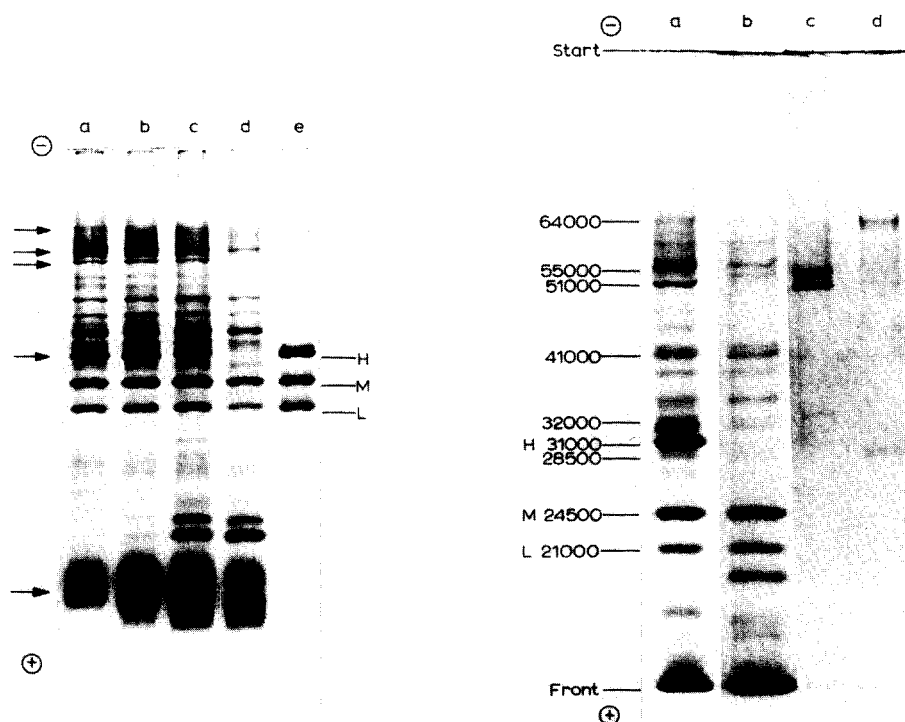 a b c d e
⊖
H
M
L
⊕
⊖ a b c d
Start
64000
55000
51000
41000
32000
H 31000
28500
M 24500
L 21000
Front
⊕